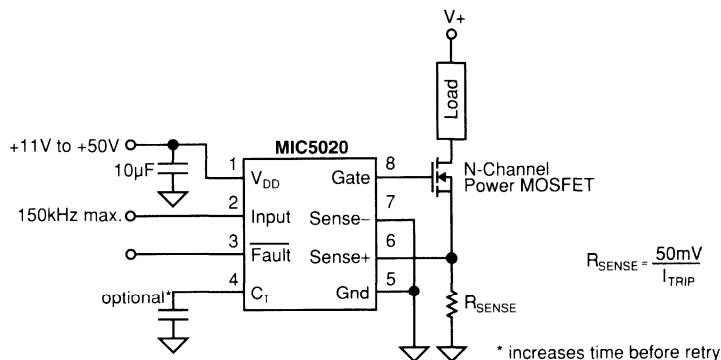 V+
Load
MIC5020
+11V to +50V
10µF
1
VDD
Gate
8
N-Channel
Power MOSFET
150kHz max.
2
Input
Sense−
7
3
Fault
Sense+
6
optional*
4
CT
Gnd
5
RSENSE
RSENSE = 50mV
ITRIP
* increases time before retry